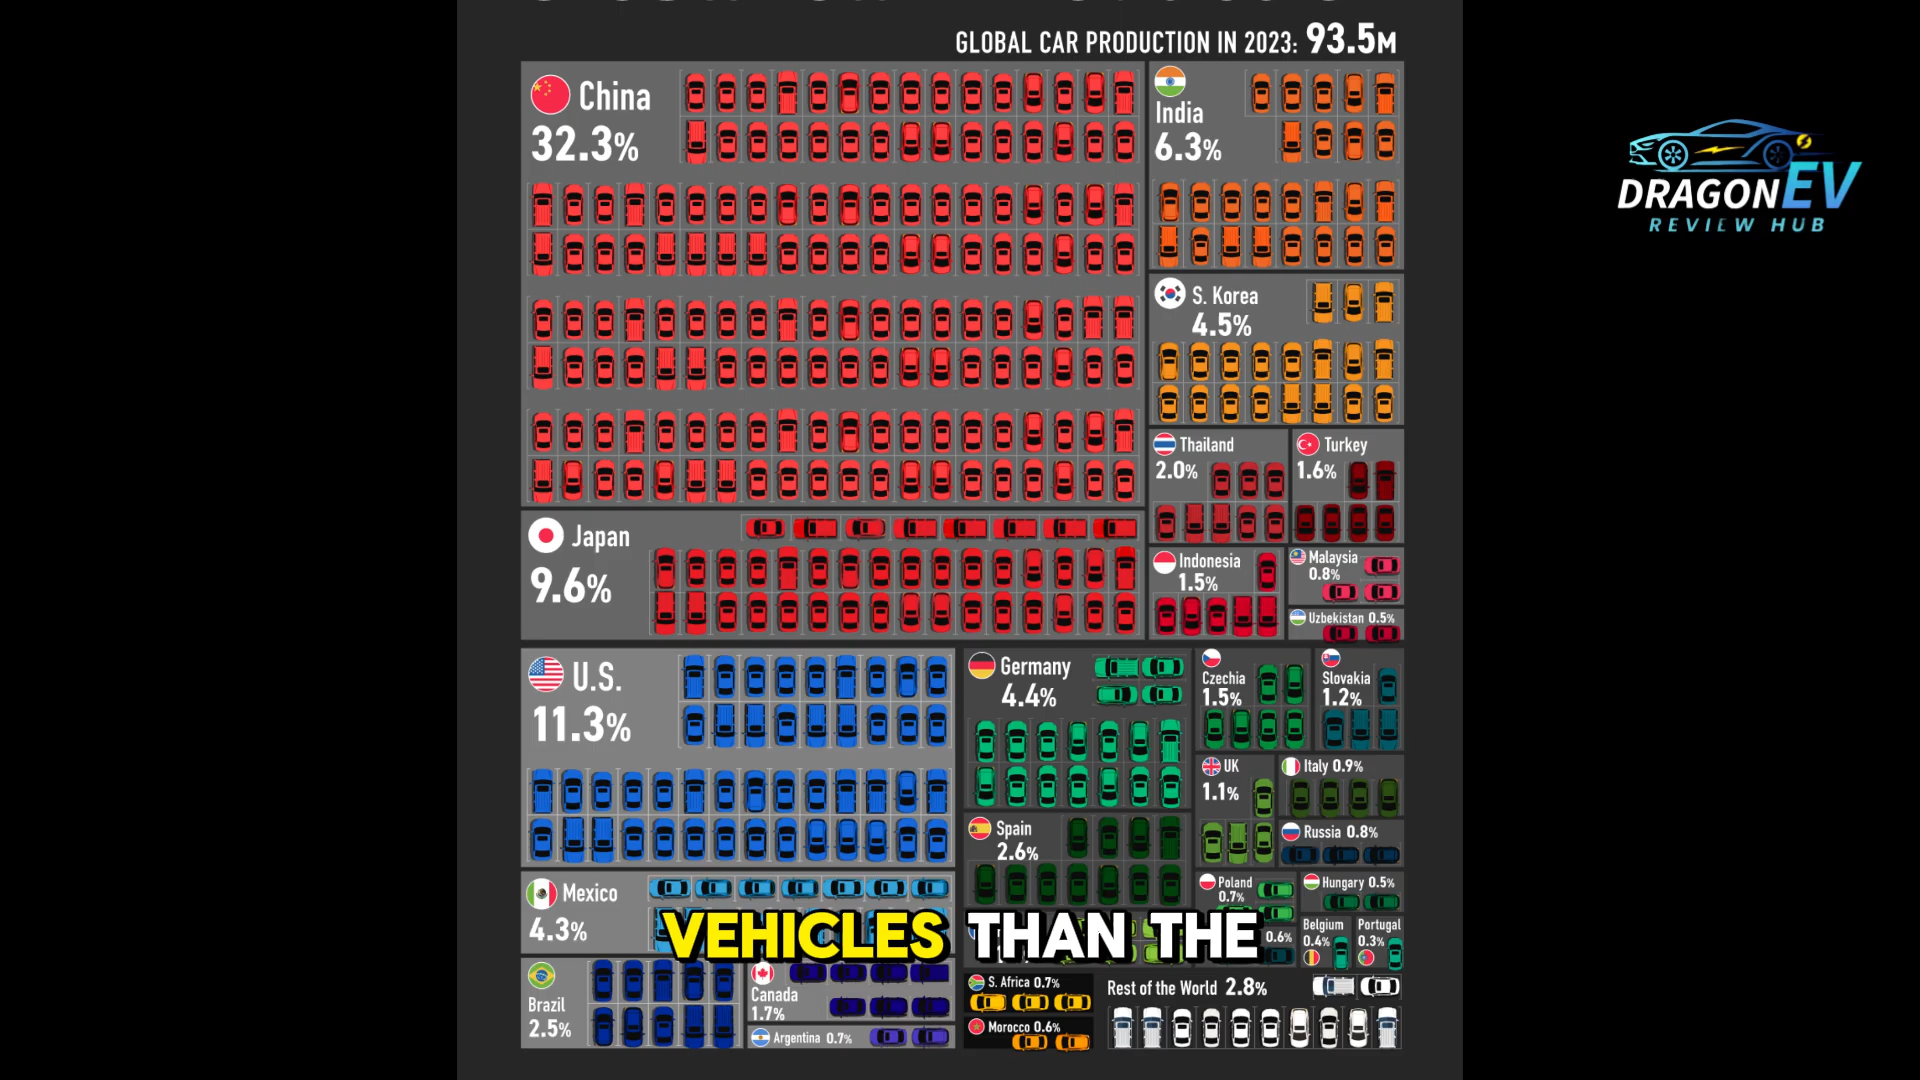 GLOBAL CAR PRODUCTION IN 2023: 93.5M
China
32.3%
India
6.3%
DRAGON EV
REVIEW HUB
S. Korea
4.5%
Thailand
2.0%
Turkey
1.6%
Japan
9.6%
Indonesia
1.5%
Malaysia
0.8%
Uzbekistan 0.5%
U.S.
11.3%
Germany
4.4%
Czechia
1.5%
Slovakia
1.2%
UK
1.1%
Italy 0.9%
Spain
2.6%
Russia 0.8%
Mexico
4.3%
Poland
0.7%
Hungary 0.5%
VEHICLES THAN THE
0.6%
Belgium
0.4%
Portugal
0.3%
Brazil
2.5%
Canada
1.7%
Argentina 0.7%
S. Africa 0.7%
Morocco 0.6%
Rest of the World 2.8%